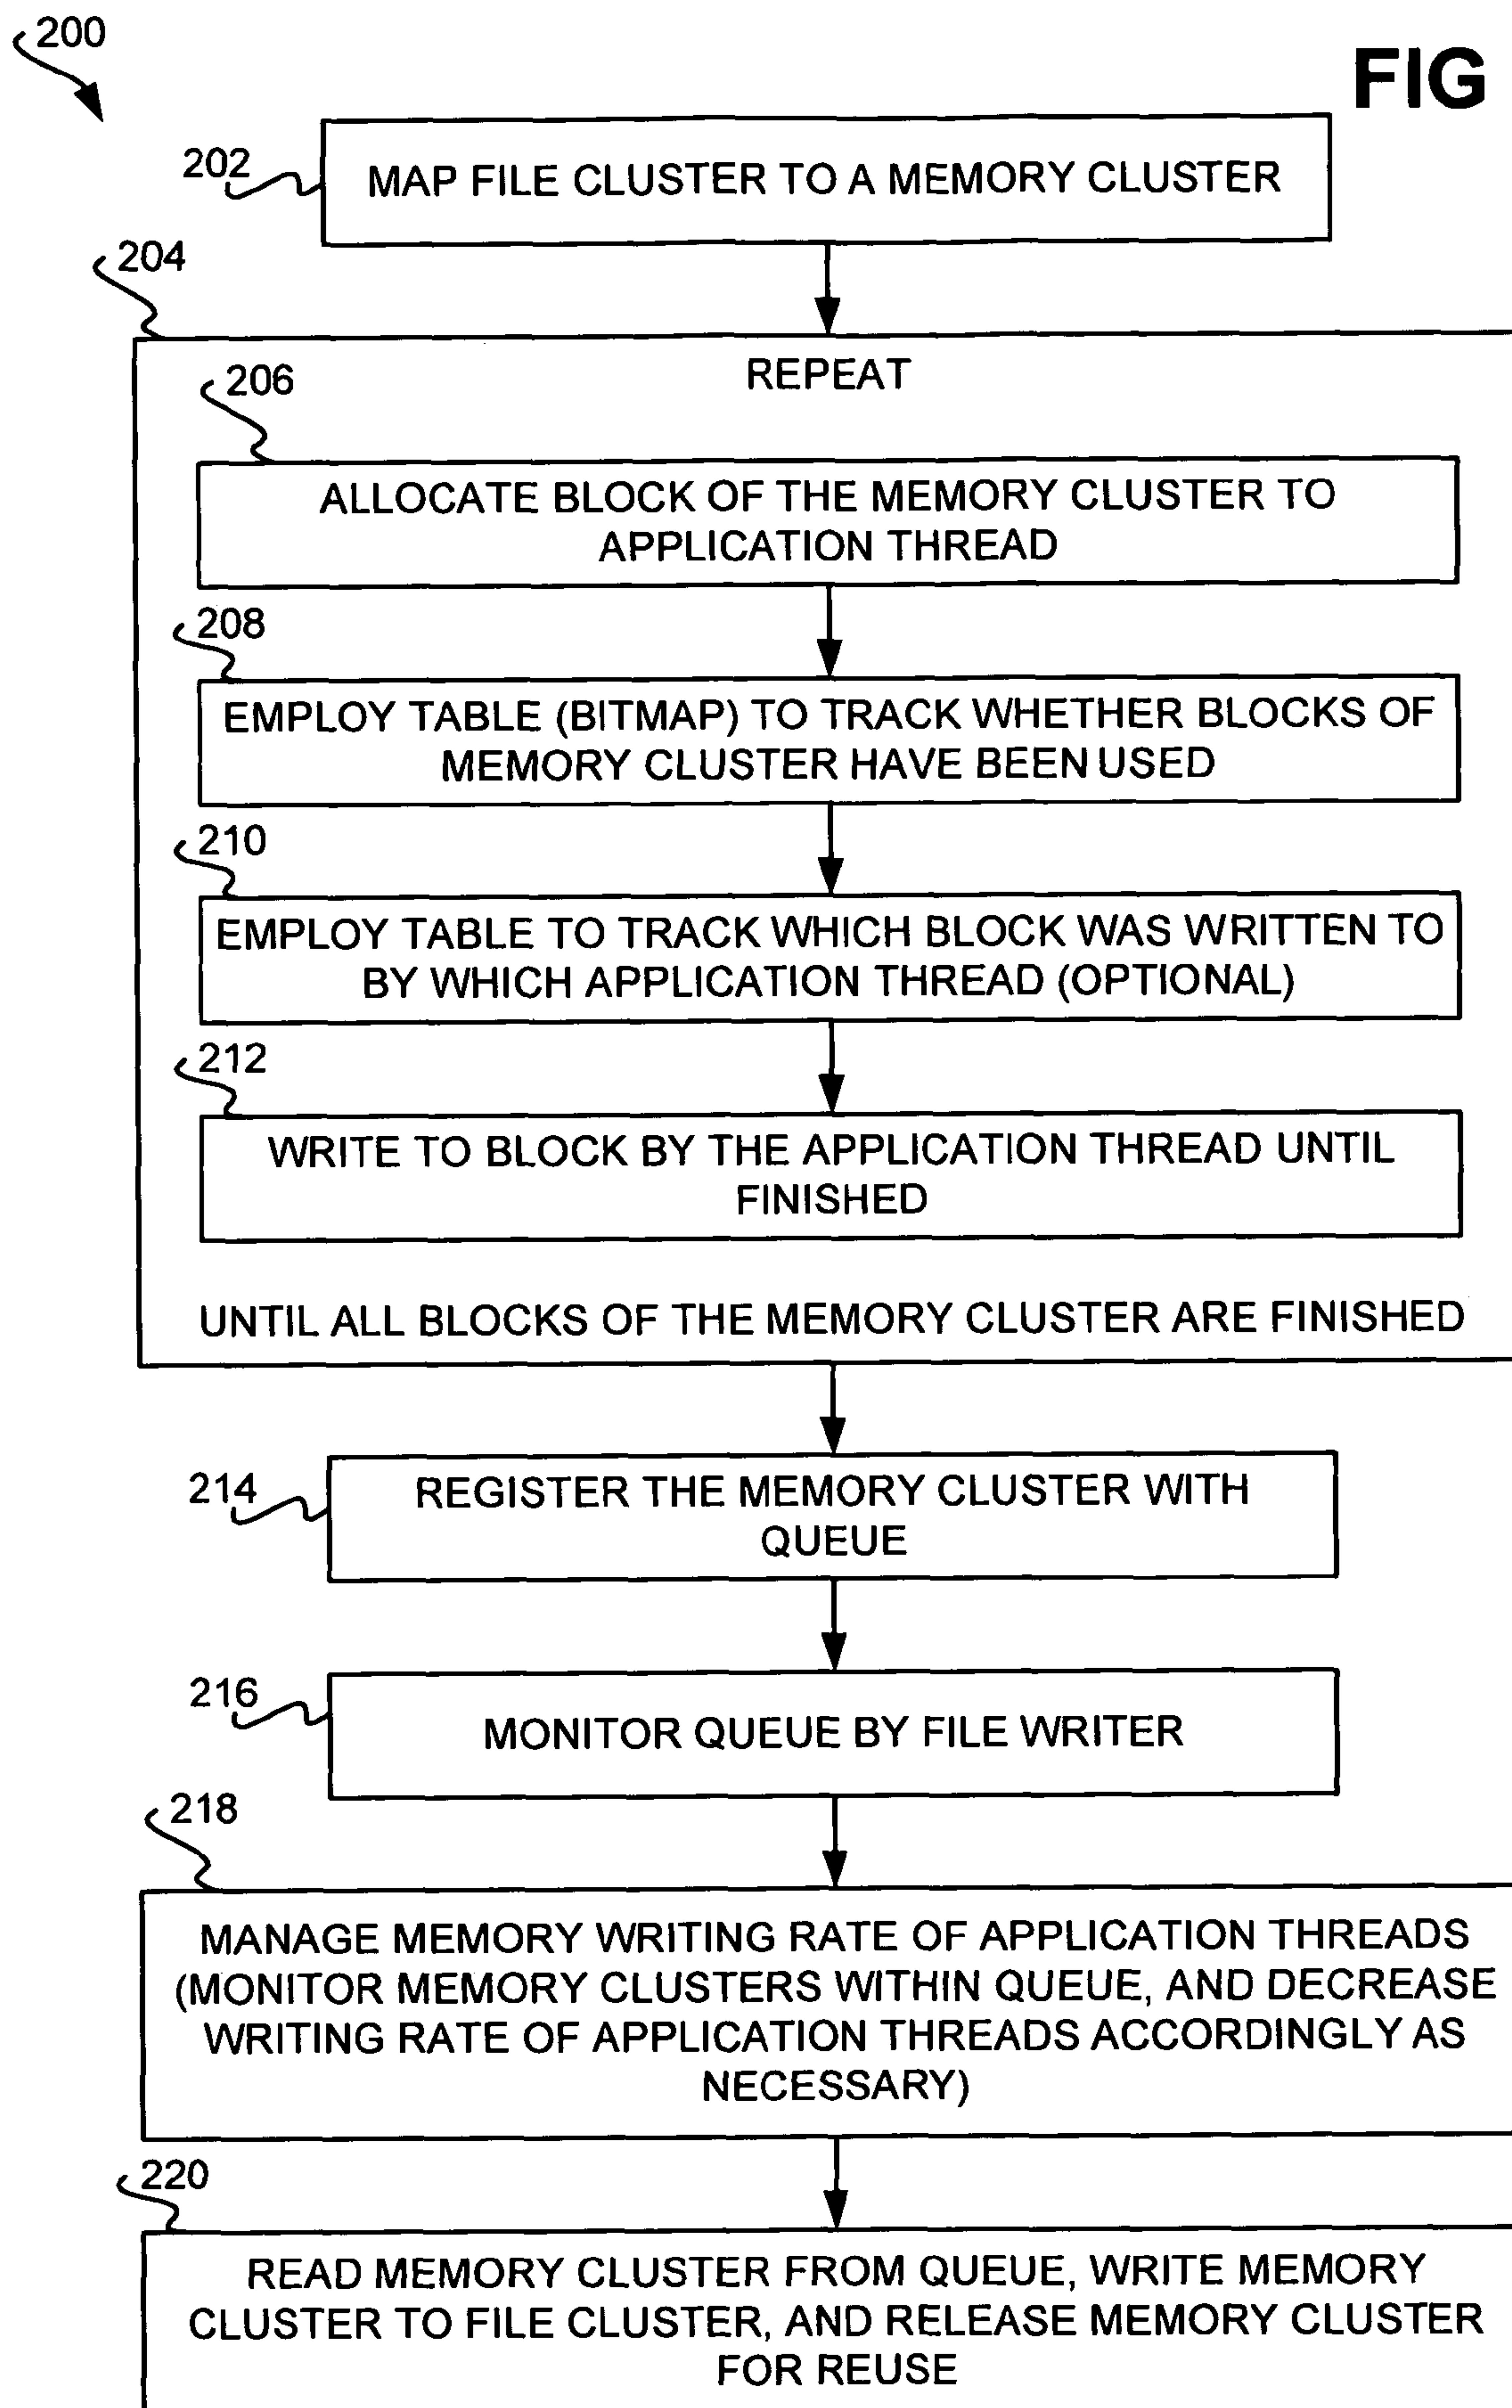 200
FIG
202
MAP FILE CLUSTER TO A MEMORY CLUSTER
204
REPEAT
206
ALLOCATE BLOCK OF THE MEMORY CLUSTER TO
APPLICATION THREAD
208
EMPLOY TABLE (BITMAP) TO TRACK WHETHER BLOCKS OF
MEMORY CLUSTER HAVE BEEN USED
210
EMPLOY TABLE TO TRACK WHICH BLOCK WAS WRITTEN TO
BY WHICH APPLICATION THREAD (OPTIONAL)
212
WRITE TO BLOCK BY THE APPLICATION THREAD UNTIL
FINISHED
UNTIL ALL BLOCKS OF THE MEMORY CLUSTER ARE FINISHED
214
REGISTER THE MEMORY CLUSTER WITH
QUEUE
216
MONITOR QUEUE BY FILE WRITER
218
MANAGE MEMORY WRITING RATE OF APPLICATION THREADS
(MONITOR MEMORY CLUSTERS WITHIN QUEUE, AND DECREASE
WRITING RATE OF APPLICATION THREADS ACCORDINGLY AS
NECESSARY)
220
READ MEMORY CLUSTER FROM QUEUE, WRITE MEMORY
CLUSTER TO FILE CLUSTER, AND RELEASE MEMORY CLUSTER
FOR REUSE